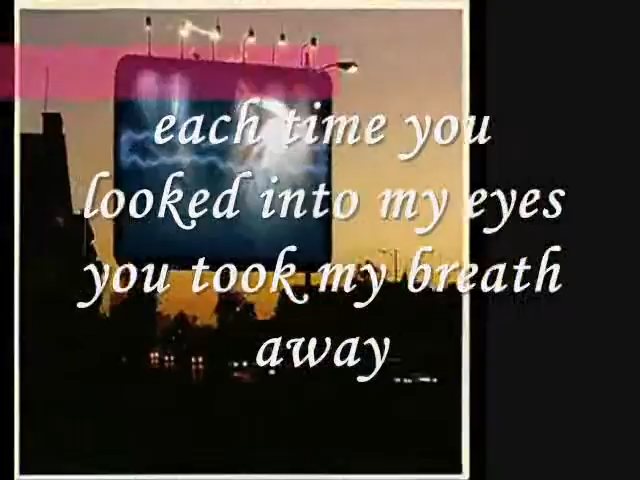 each time you
looked into my eyes
you took my breath
away